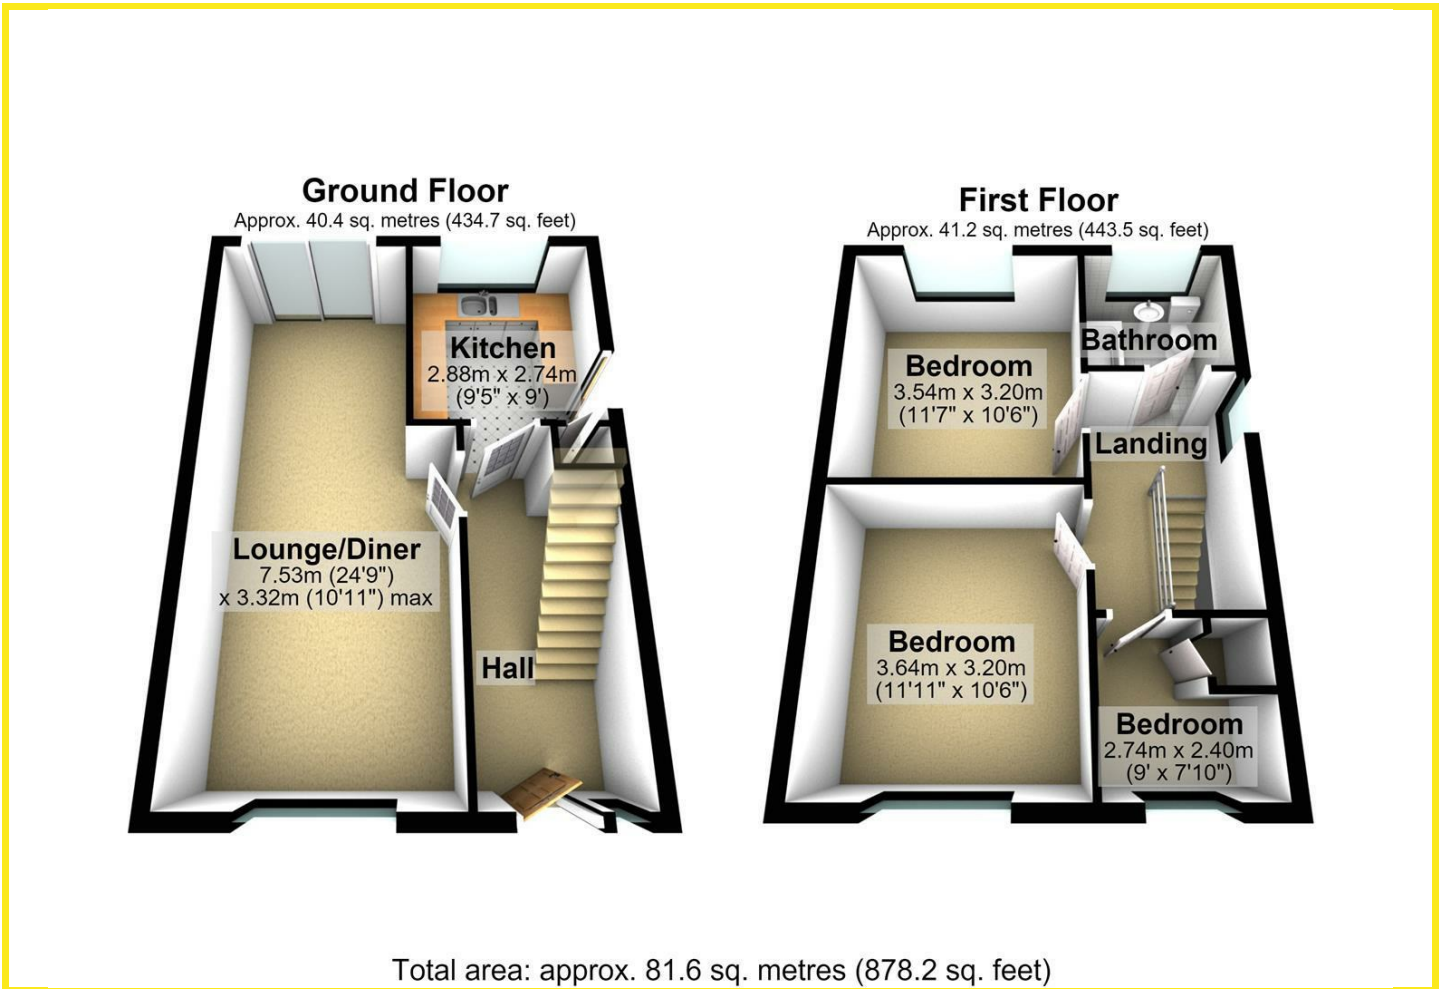 Ground Floor
Approx. 40.4 sq. metres (434.7 sq. feet)
Kitchen
2.88m x 2.74m
(9'5" x 9')
Lounge/Diner
7.53m (24'9")
x 3.32m (10'11") max
Hall
First Floor
Approx. 41.2 sq. metres (443.5 sq. feet)
Bathroom
Bedroom
3.54m x 3.20m
(11'7" x 10'6")
Landing
Bedroom
3.64m x 3.20m
(11'11" x 10'6")
Bedroom
2.74m x 2.40m
(9' x 7'10")
Total area: approx. 81.6 sq. metres (878.2 sq. feet)